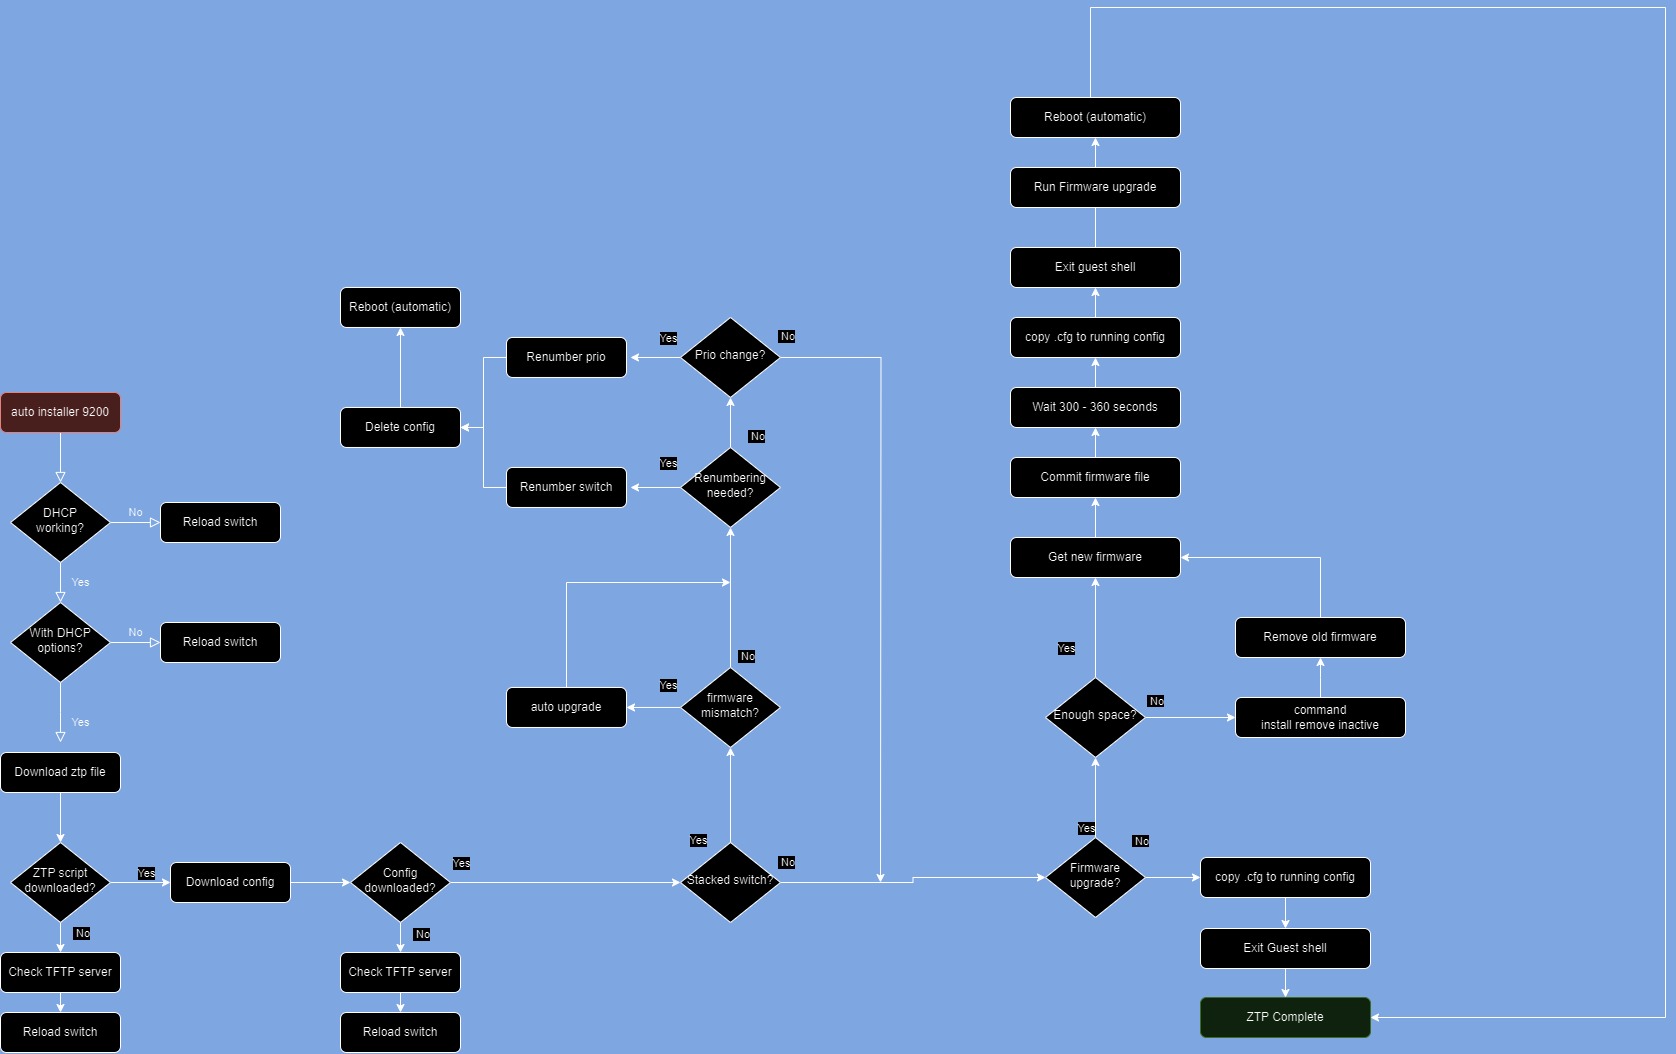 auto installer 9200
DHCP
working?
No
Reload switch
Yes
With DHCP
options?
No
Reload switch
Yes
Download ztp file
ZTP script
downloaded?
Yes
No
Check TFTP server
Reload switch
Download config
Config
downloaded?
Yes
No
Check TFTP server
Reload switch
Stacked switch?
Yes
No
firmware
mismatch?
Yes
auto upgrade
No
Renumbering
needed?
Yes
Renumber switch
No
Prio change?
Yes
Renumber prio
No
Delete config
Reboot (automatic)
Firmware
upgrade?
Yes
No
copy .cfg to running config
Exit Guest shell
ZTP Complete
Enough space?
No
command
install remove inactive
Remove old firmware
Yes
Get new firmware
Commit firmware file
Wait 300 - 360 seconds
copy .cfg to running config
Exit guest shell
Run Firmware upgrade
Reboot (automatic)